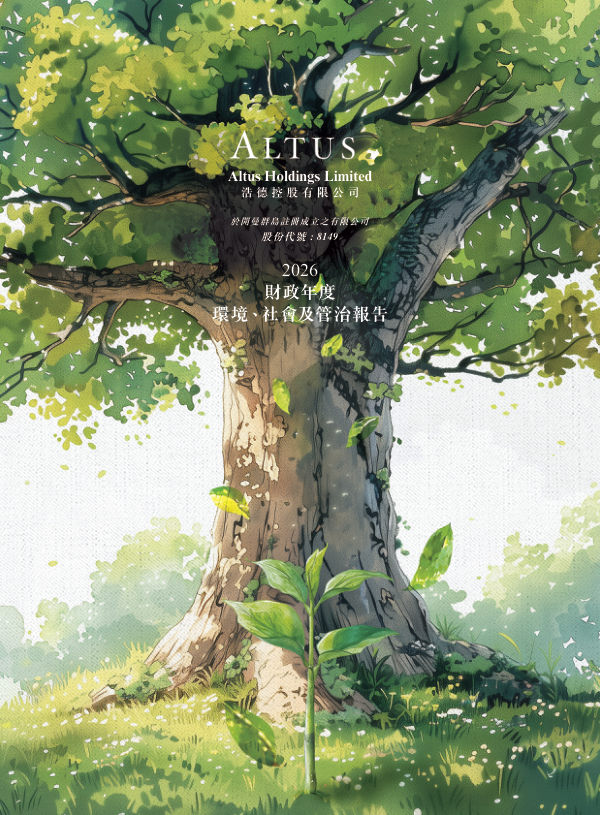 ALTUS
Altus Holdings Limited
浩德控股有限公司
於開曼群島註冊成立之有限公司
股份代號：8149
2026
財政年度
環境、社會及管治報告